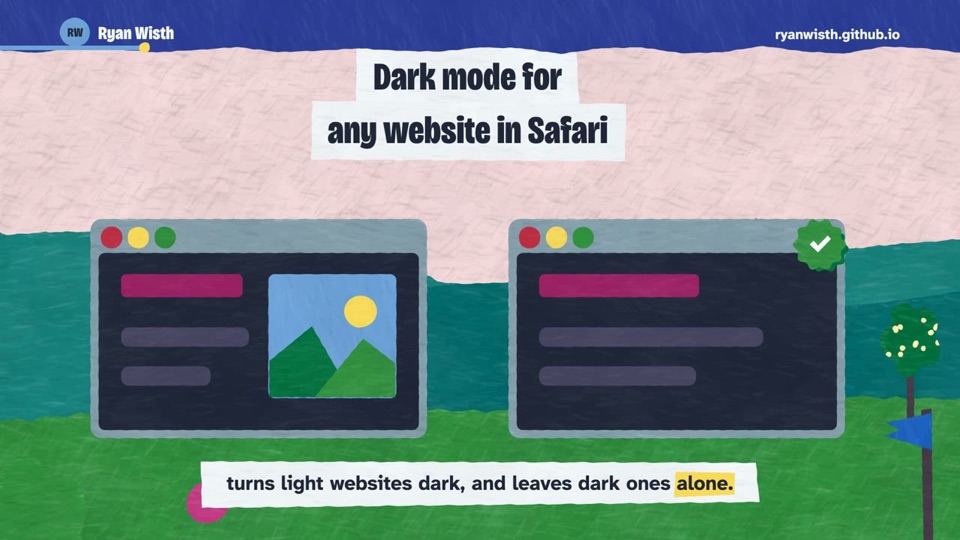 RW
Ryan Wisth
ryanwisth.github.io
Dark mode for
any website in Safari
turns light websites dark, and leaves dark ones alone.